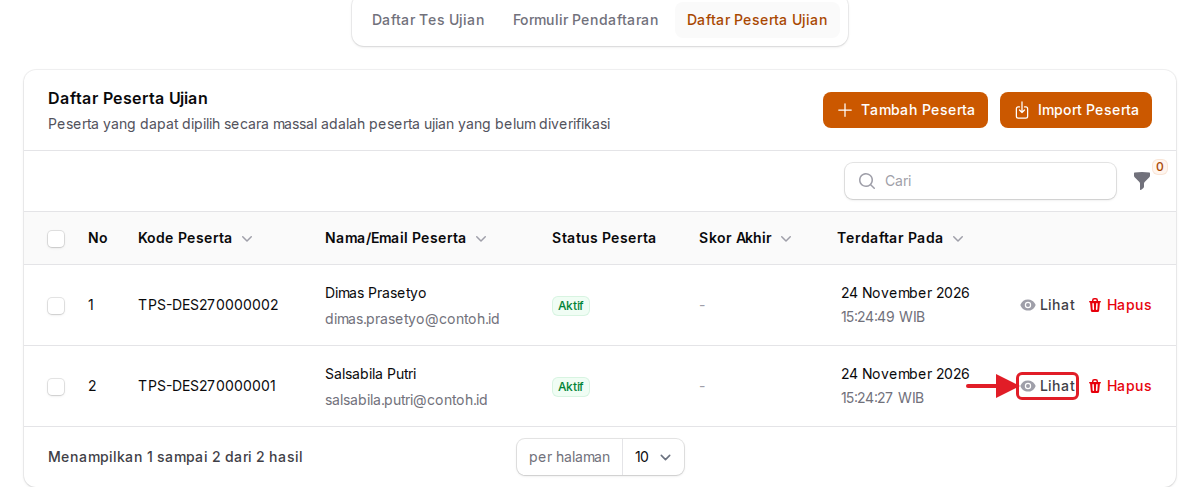 Daftar Tes Ujian Formulir Pendaftaran Daftar Peserta Ujian
Daftar Peserta Ujian
Peserta yang dapat dipilih secara massal adalah peserta ujian yang belum diverifikasi
Tambah Peserta Import Peserta
Cari 0
No Kode Peserta Nama/Email Peserta Status Peserta Skor Akhir Terdaftar Pada
1 TPS-DES270000002 Dimas Prasetyo Aktif - 24 November 2026 Lihat Hapus
dimas.prasetyo@contoh.id 15:24:49 WIB
2 TPS-DES270000001 Salsabila Putri Aktif - 24 November 2026 Lihat Hapus
salsabila.putri@contoh.id 15:24:27 WIB
Menampilkan 1 sampai 2 dari 2 hasil per halaman 10